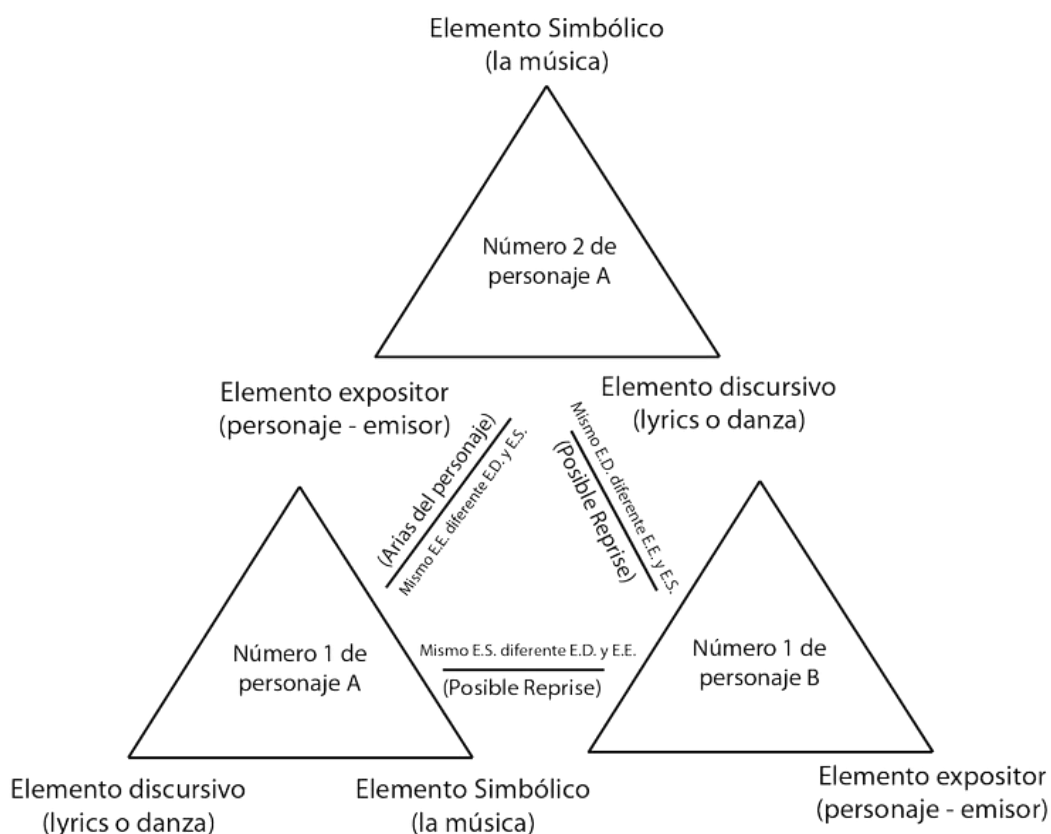 Elemento Simbólico
(la música)
Número 2 de
personaje A
Elemento expositor
(personaje - emisor)
Elemento discursivo
(lyrics o danza)
(Arias del personaje)
Mismo E.E. diferente E.D. y E.S.
Mismo E.D. diferente E.E. y E.S.
(Posible Reprise)
Número 1 de
personaje A
Mismo E.S. diferente E.D. y E.E.
(Posible Reprise)
Número 1 de
personaje B
Elemento discursivo
(lyrics o danza)
Elemento Simbólico
(la música)
Elemento expositor
(personaje - emisor)